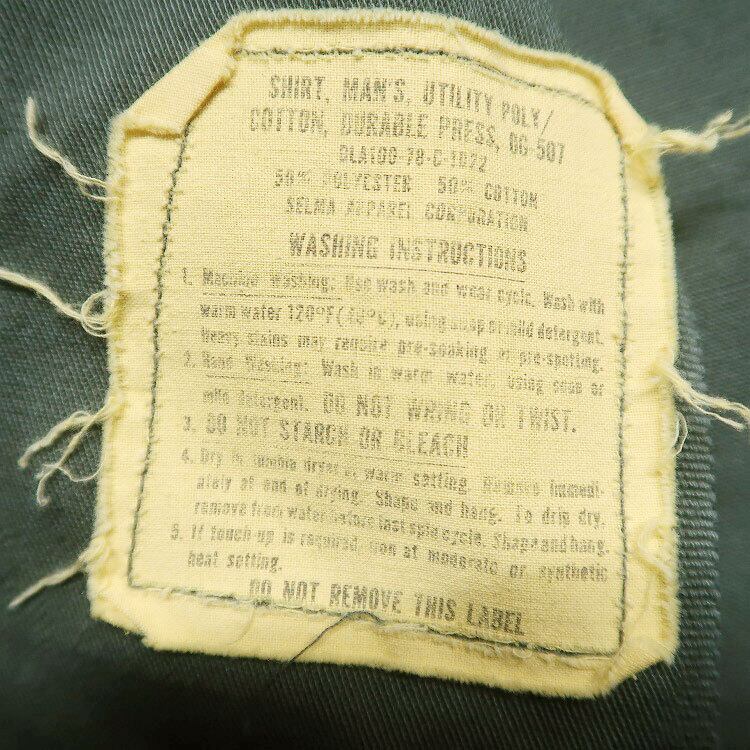 SHIRT, MAN'S, UTILITY POLY/
COTTON, DURABLE PRESS, OG-507
DLA100-78-C-1022
50% POLYESTER 50% COTTON
SELMA APPAREL CORPORATION
WASHING INSTRUCTIONS
1. Machine Washing: Use wash and wear cycle. Wash with
warm water 120°F( °C), using soap or mild detergent.
Heavy stains may require pre-soaking or pre-spotting.
2. Hand Washing: Wash in warm water, using soap or
mild detergent. DO NOT WRING OR TWIST.
3. DO NOT STARCH OR BLEACH
4. Dry in tumble dryer at warm setting. Remove immedi-
ately at end of drying. Shape and hang. To drip dry,
remove from water before last spin cycle. Shape and hang.
5. If touch-up is required, iron at moderate or synthetic
heat setting.
DO NOT REMOVE THIS LABEL